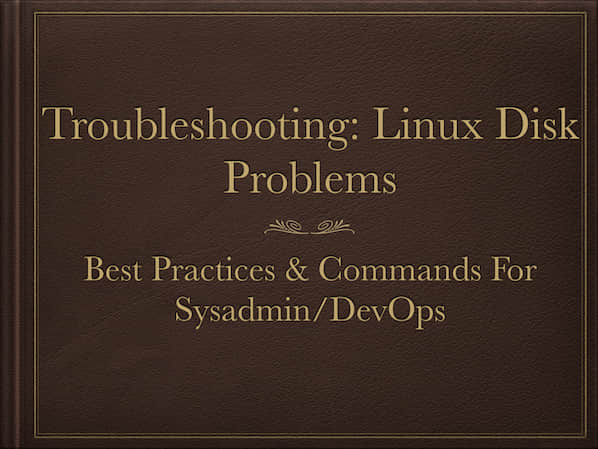 Troubleshooting: Linux Disk
Problems
Best Practices & Commands For
Sysadmin/DevOps